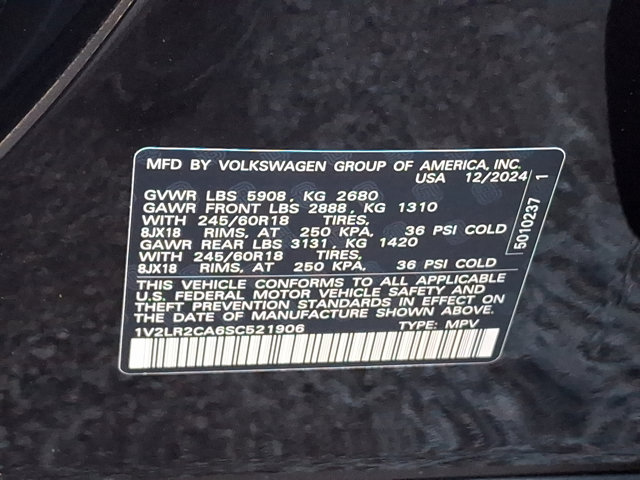 MFD BY VOLKSWAGEN GROUP OF AMERICA, INC.
USA 12/2024
GVWR LBS 5908, KG 2680
GAWR FRONT LBS 2888, KG 1310
WITH 245/60R18 TIRES,
8JX18 RIMS, AT 250 KPA, 36 PSI COLD
GAWR REAR LBS 3131, KG 1420
WITH 245/60R18 TIRES,
8JX18 RIMS, AT 250 KPA, 36 PSI COLD
THIS VEHICLE CONFORMS TO ALL APPLICABLE
U.S. FEDERAL MOTOR VEHICLE SAFETY AND
THEFT PREVENTION STANDARDS IN EFFECT ON
THE DATE OF MANUFACTURE SHOWN ABOVE.
1V2LR2CA6SC521906 TYPE: MPV
5010237 1